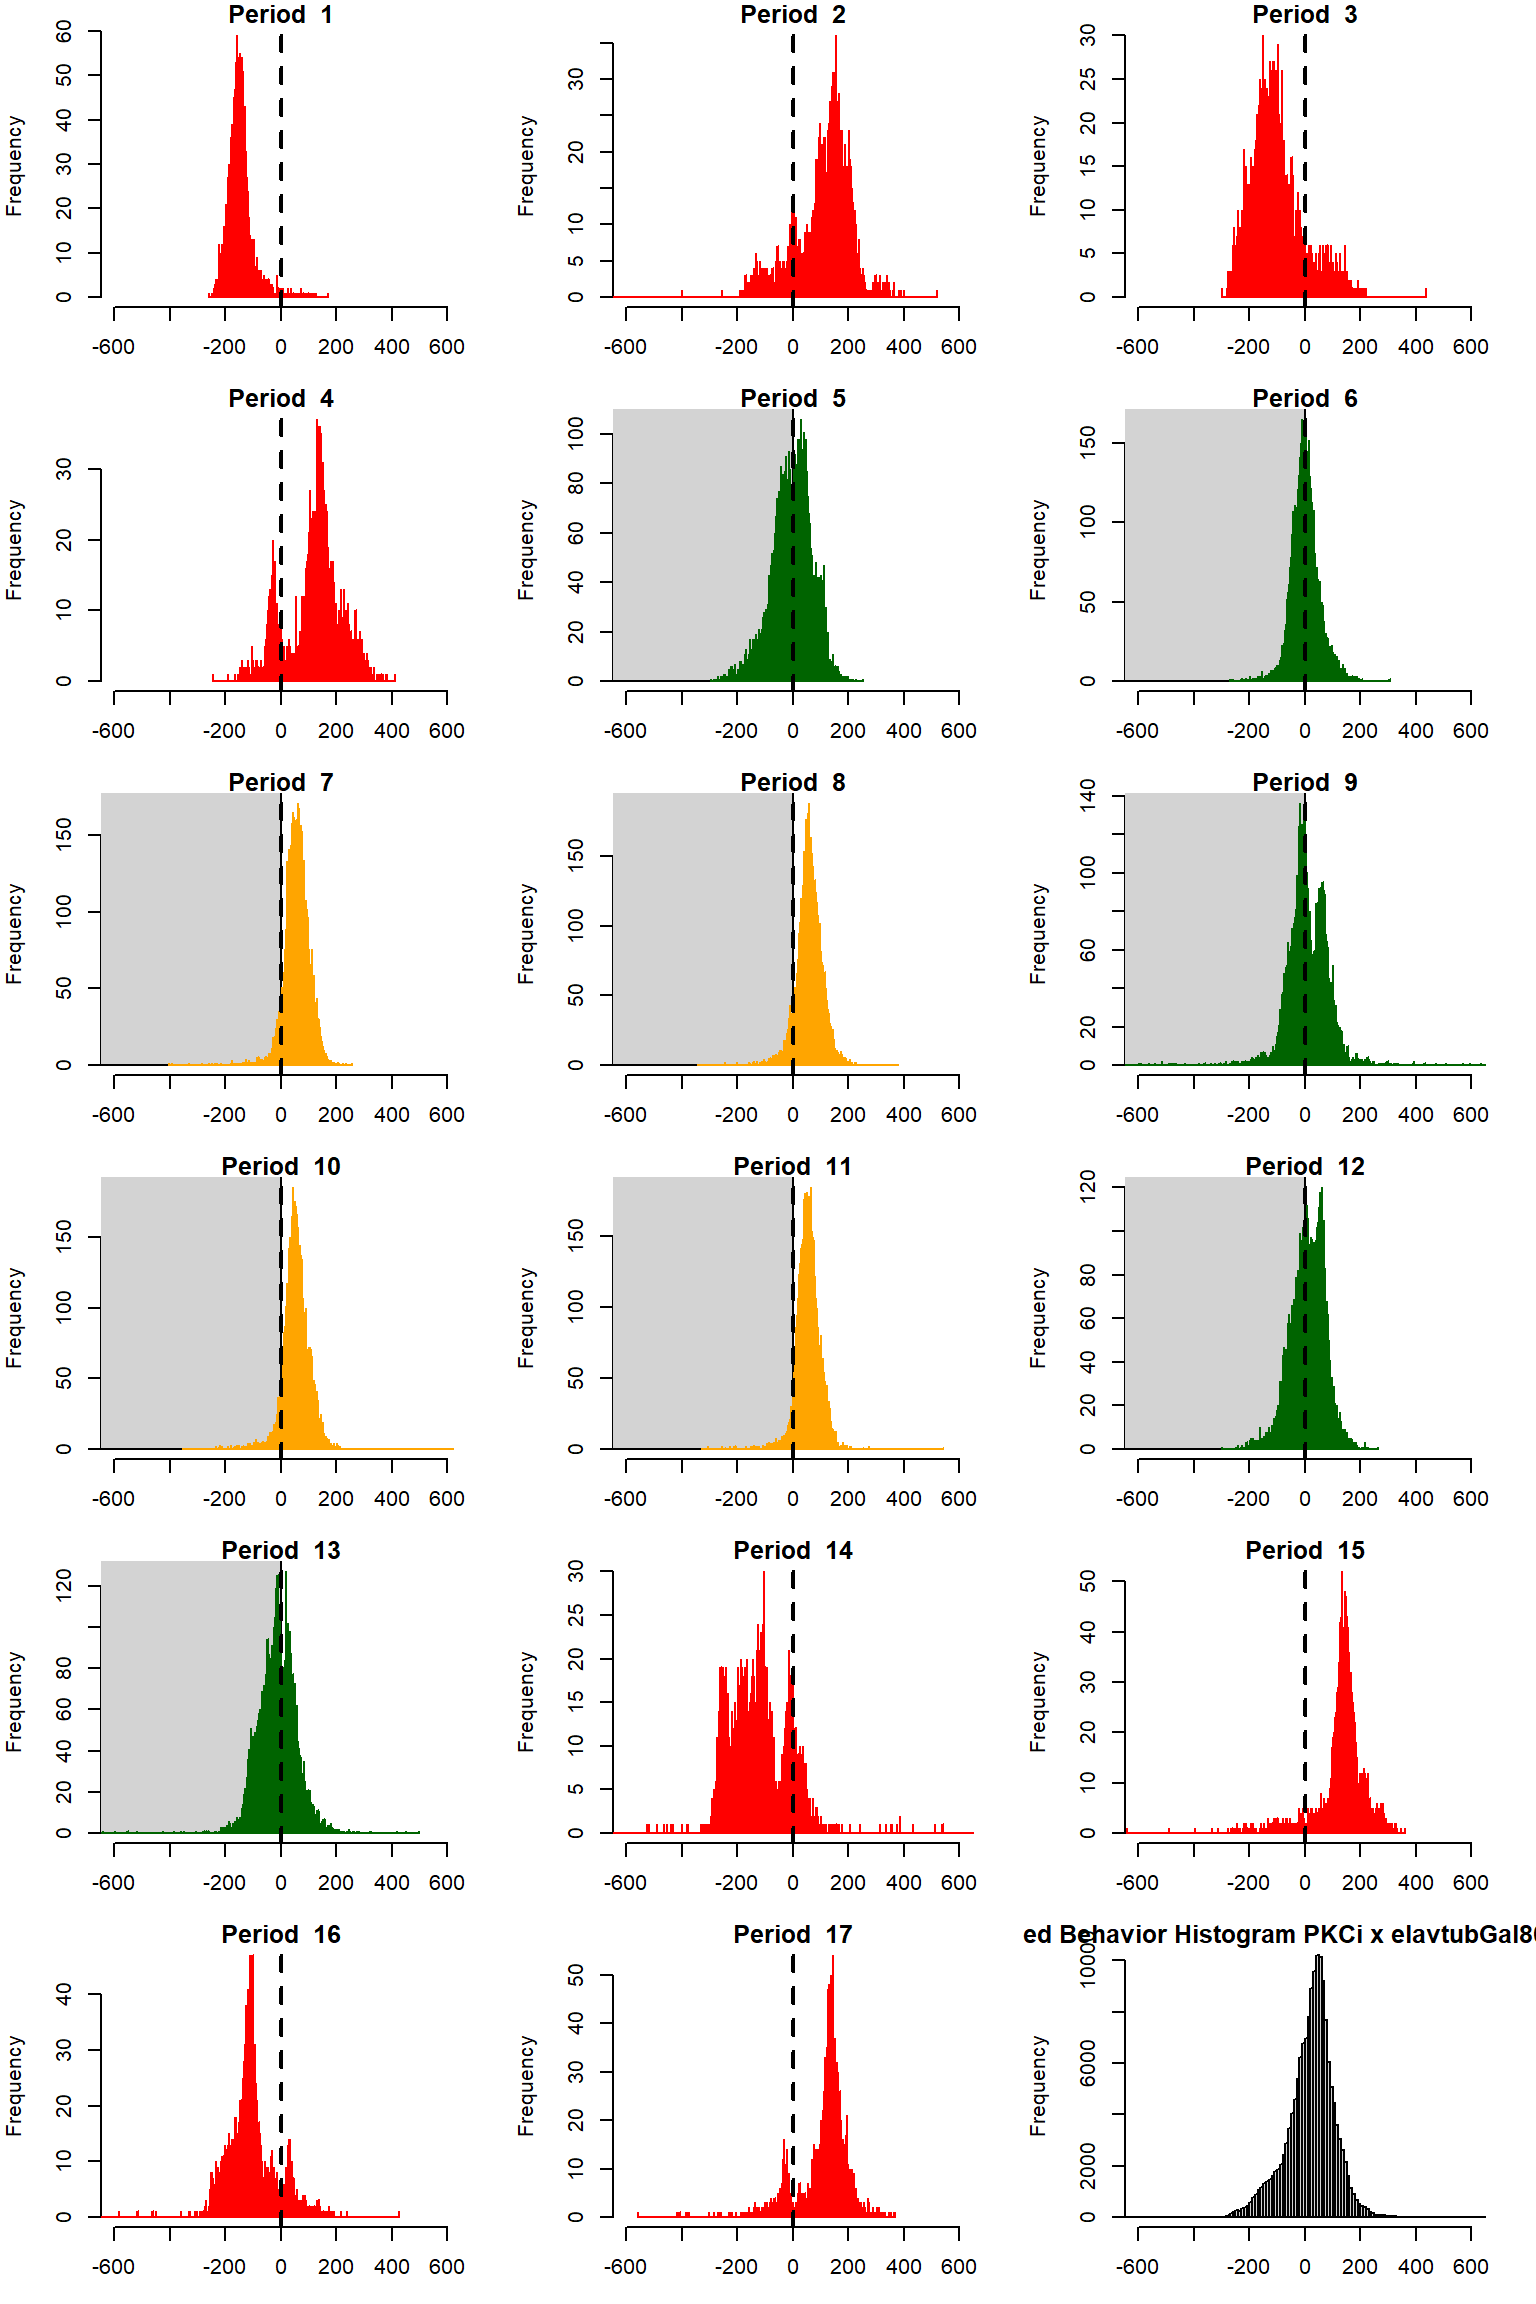 Period 1
Period 2
Period 3
Frequency
0 10 20 30 40 50 60
-600 -200 0 200 400 600
Frequency
0 5 10 20 30
-600 -200 0 200 400 600
Frequency
0 5 10 15 20 25 30
-600 -200 0 200 400 600
Period 4
Period 5
Period 6
Frequency
0 10 20 30
-600 -200 0 200 400 600
Frequency
0 20 40 60 80 100
-600 -200 0 200 400 600
Frequency
0 50 100 150
-600 -200 0 200 400 600
Period 7
Period 8
Period 9
Frequency
0 50 100 150
-600 -200 0 200 400 600
Frequency
0 50 100 150
-600 -200 0 200 400 600
Frequency
0 20 60 100 140
-600 -200 0 200 400 600
Period 10
Period 11
Period 12
Frequency
0 50 100 150
-600 -200 0 200 400 600
Frequency
0 50 100 150
-600 -200 0 200 400 600
Frequency
0 20 40 60 80 120
-600 -200 0 200 400 600
Period 13
Period 14
Period 15
Frequency
0 20 40 60 80 120
-600 -200 0 200 400 600
Frequency
0 5 10 15 20 25 30
-600 -200 0 200 400 600
Frequency
0 10 20 30 40 50
-600 -200 0 200 400 600
Period 16
Period 17
ed Behavior Histogram PKCi x elavtubGal80
Frequency
0 10 20 30 40
-600 -200 0 200 400 600
Frequency
0 10 20 30 40 50
-600 -200 0 200 400 600
Frequency
0 2000 6000 10000
-600 -200 0 200 400 600